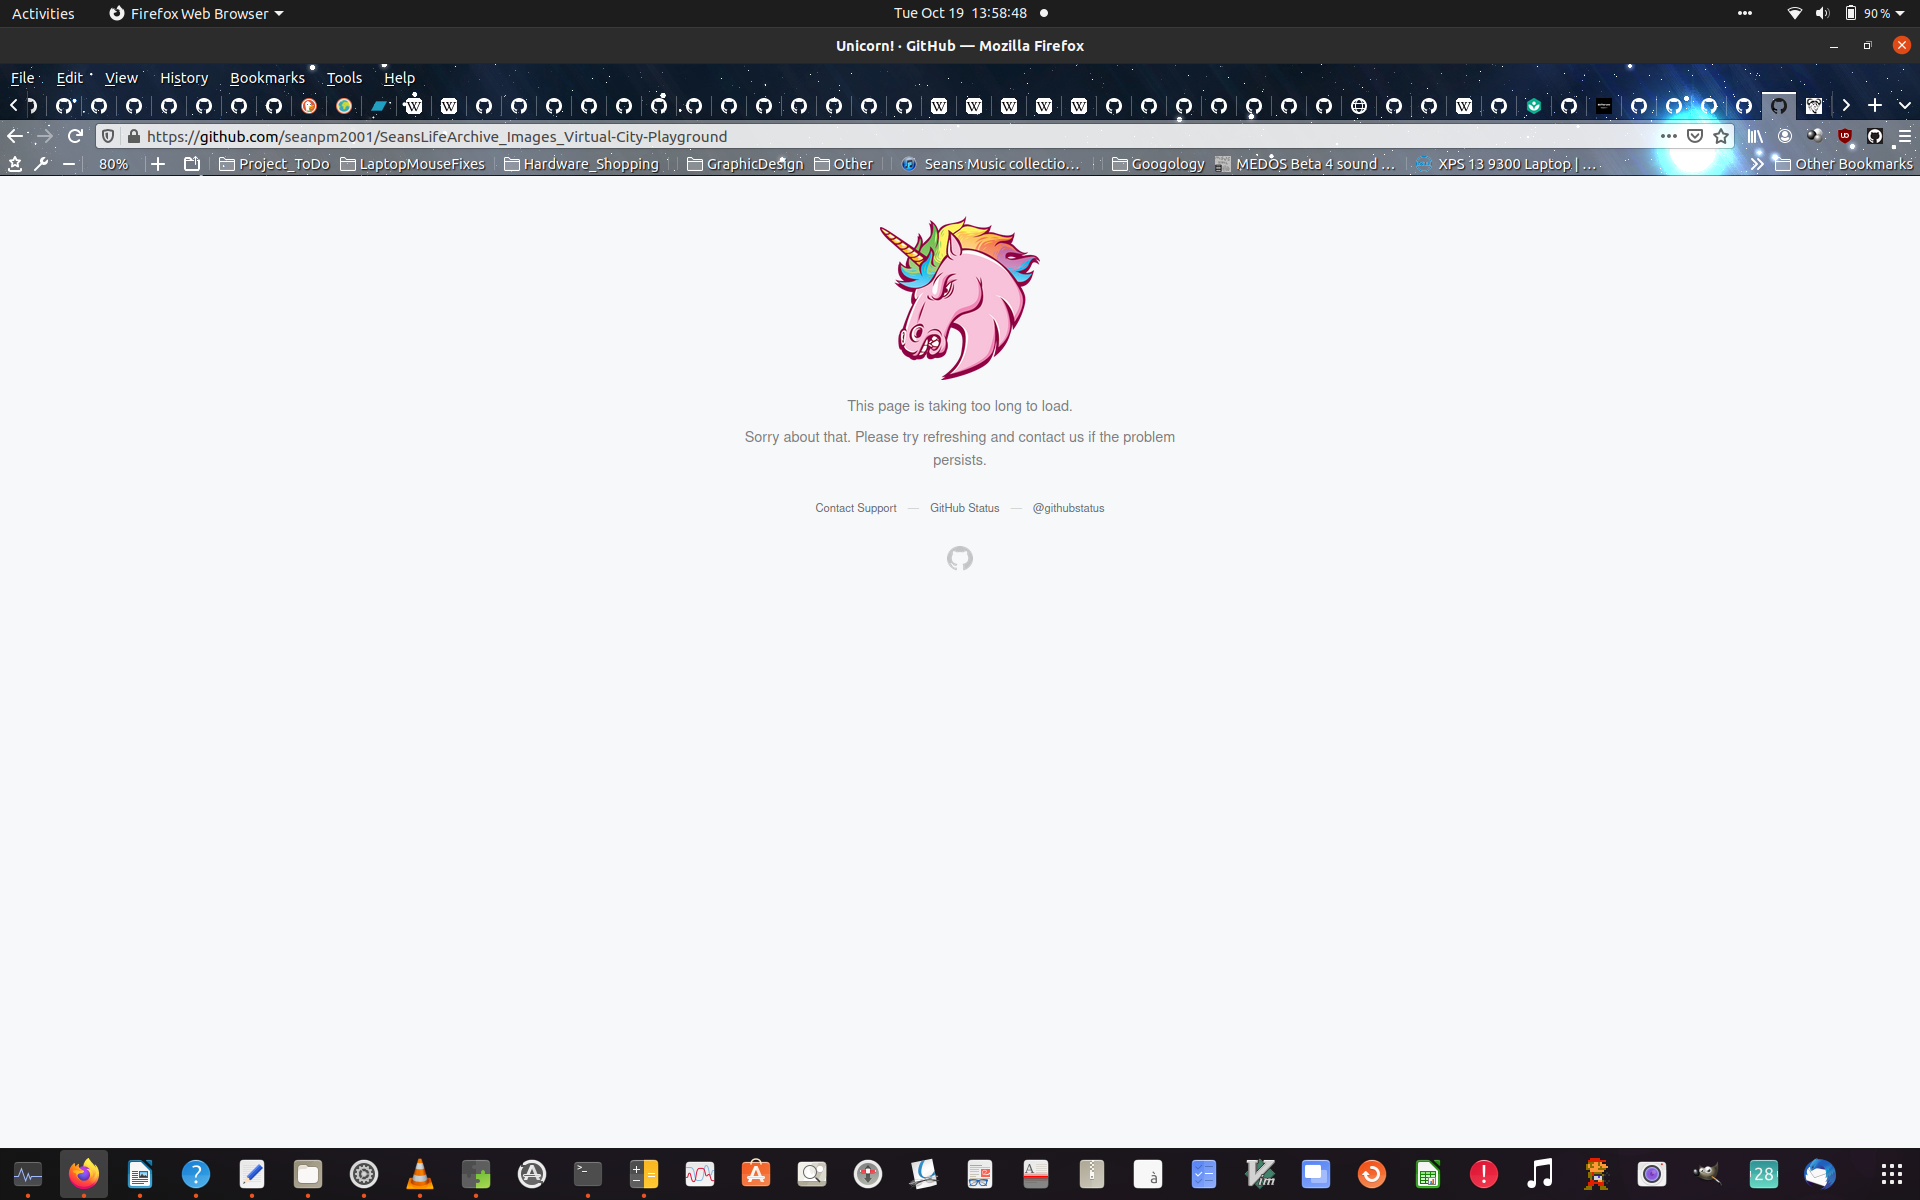 Activities
Firefox Web Browser
Tue Oct 19 13:58:48
90 %
Unicorn! · GitHub — Mozilla Firefox
File Edit View History Bookmarks Tools Help
https://github.com/seanpm2001/SeansLifeArchive_Images_Virtual-City-Playground
80%
Project_ToDo
LaptopMouseFixes
Hardware_Shopping
GraphicDesign
Other
Seans Music collectio…
Googology
MEDOS Beta 4 sound …
XPS 13 9300 Laptop | …
Other Bookmarks
This page is taking too long to load.
Sorry about that. Please try refreshing and contact us if the problem
persists.
Contact Support — GitHub Status — @githubstatus
28